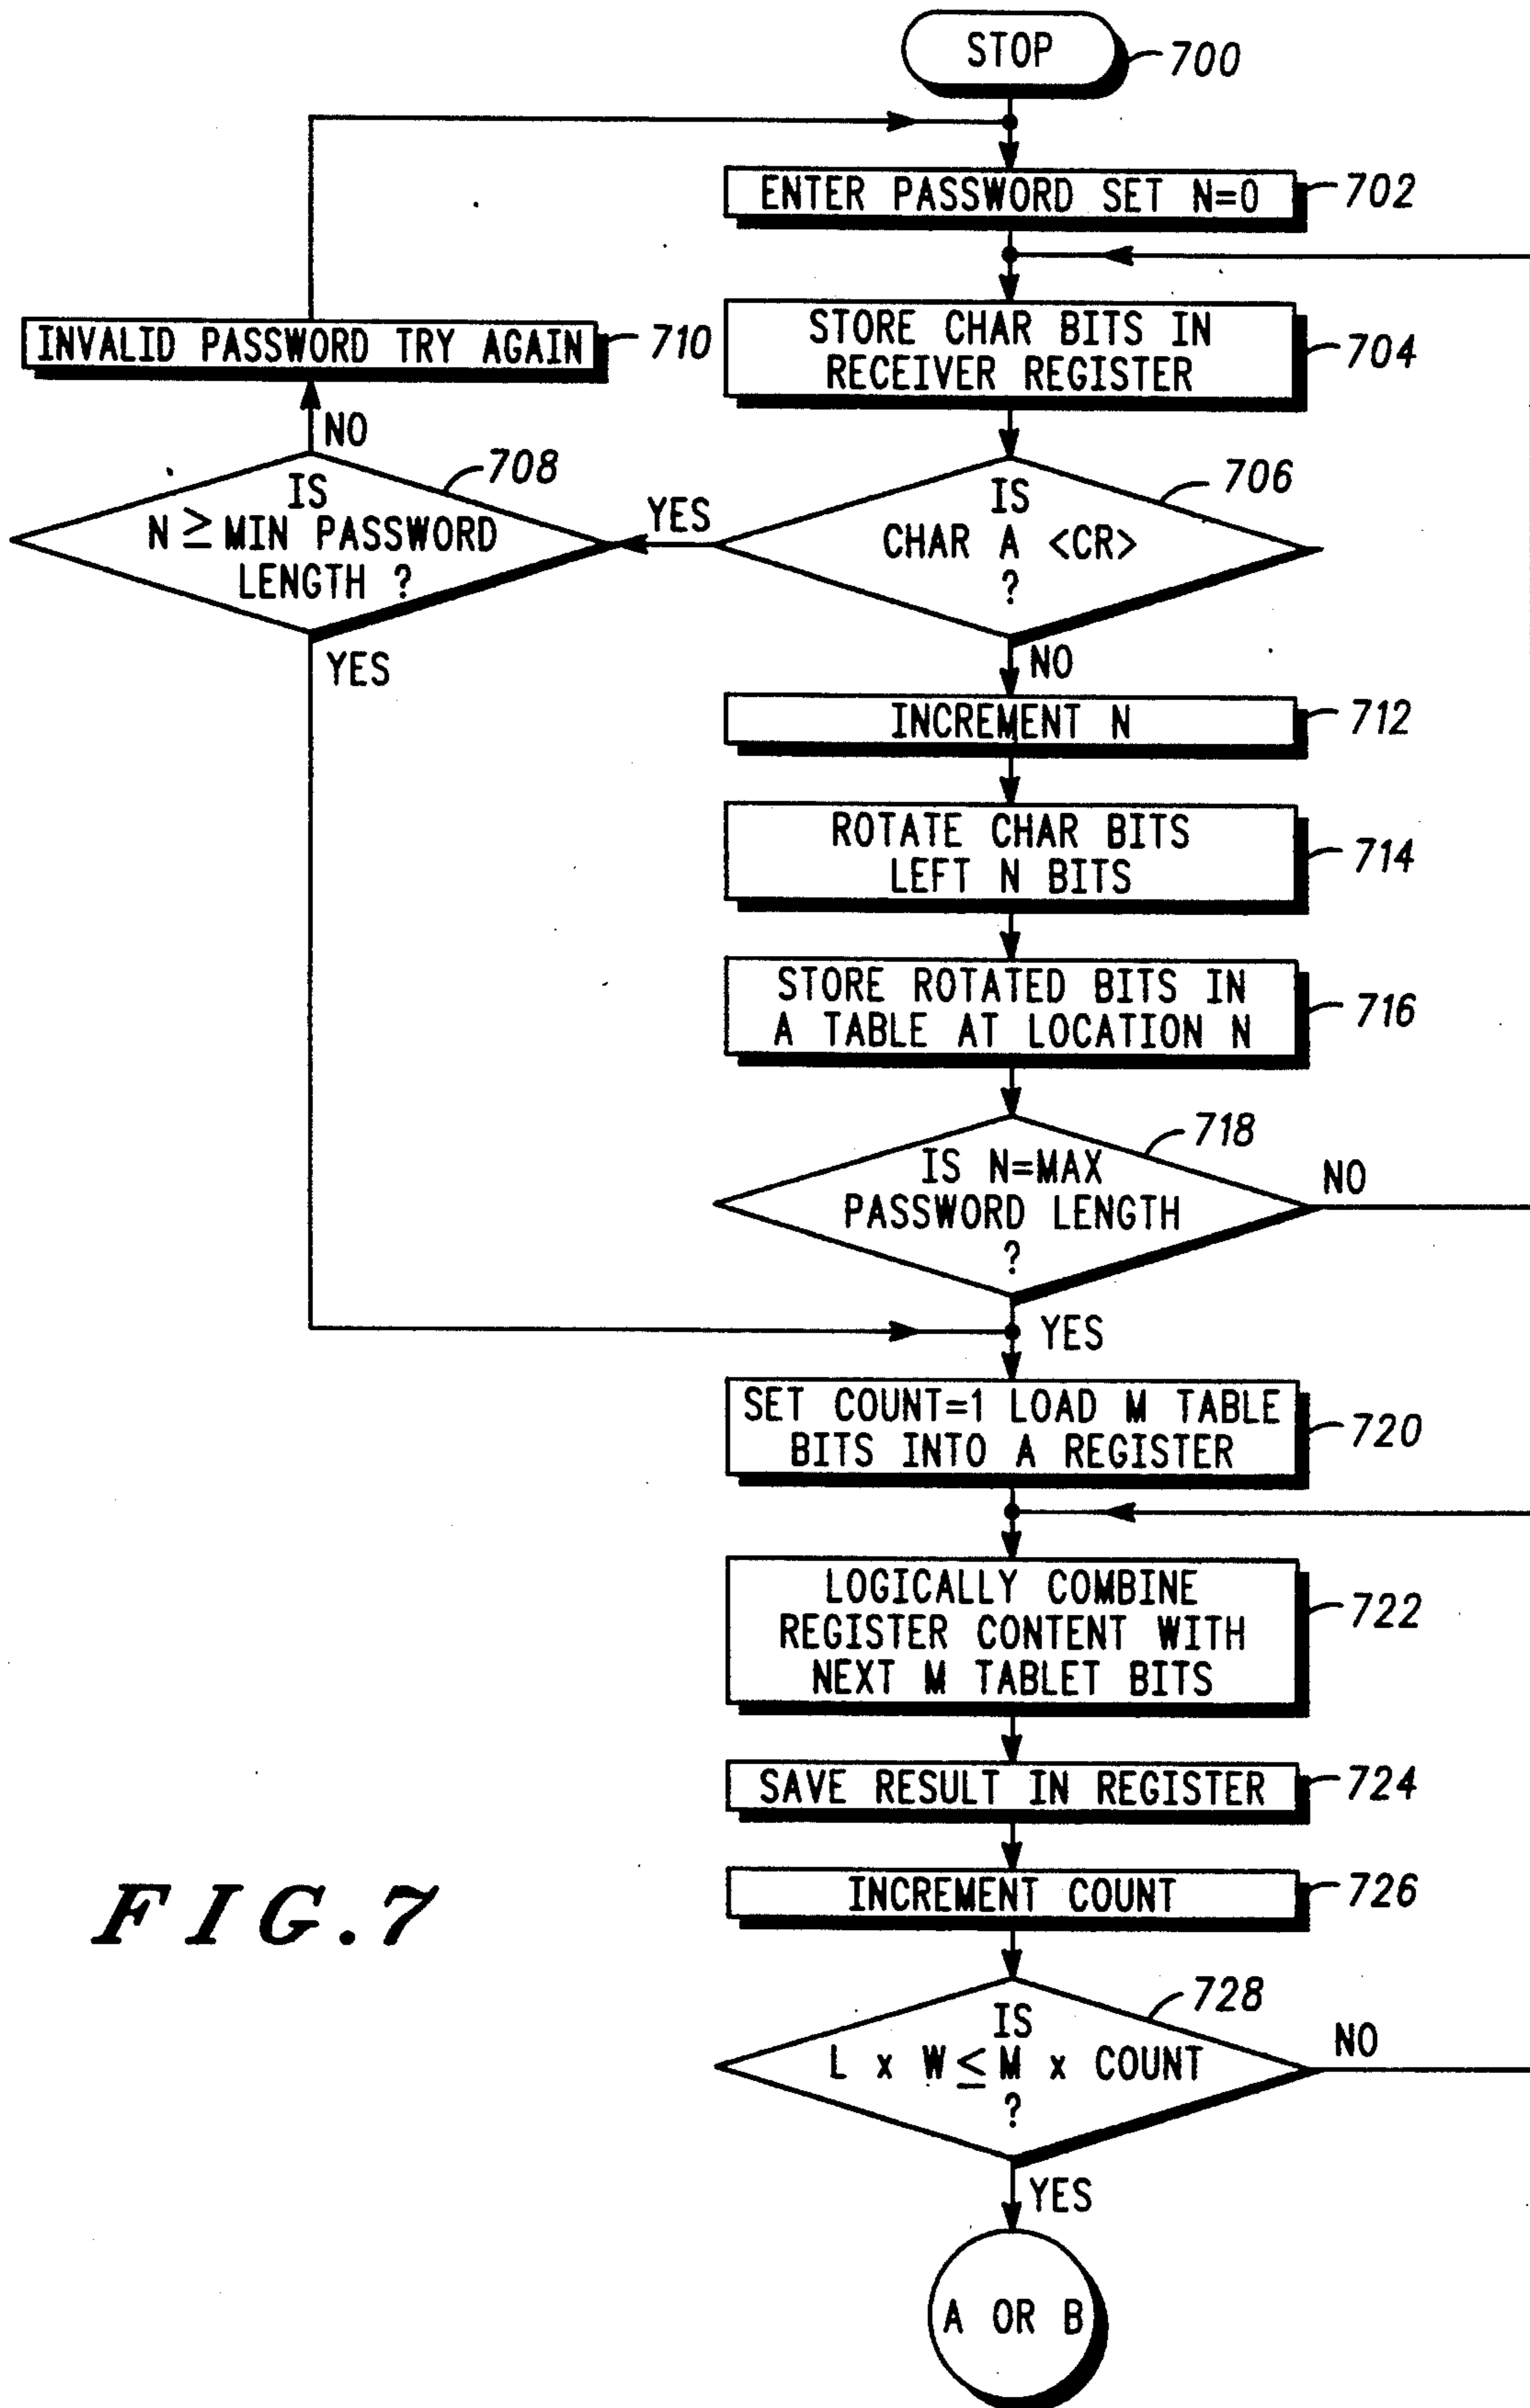 STOP
700
ENTER PASSWORD SET N=0
702
STORE CHAR BITS IN
RECEIVER REGISTER
704
INVALID PASSWORD TRY AGAIN
710
NO
IS
N ≥ MIN PASSWORD
LENGTH ?
708
YES
YES
IS
CHAR A <CR>
?
706
NO
INCREMENT N
712
ROTATE CHAR BITS
LEFT N BITS
714
STORE ROTATED BITS IN
A TABLE AT LOCATION N
716
IS N=MAX
PASSWORD LENGTH
?
718
NO
YES
SET COUNT=1 LOAD M TABLE
BITS INTO A REGISTER
720
LOGICALLY COMBINE
REGISTER CONTENT WITH
NEXT M TABLET BITS
722
SAVE RESULT IN REGISTER
724
INCREMENT COUNT
726
IS
L x W ≤ M x COUNT
?
728
NO
YES
A OR B
FIG.7